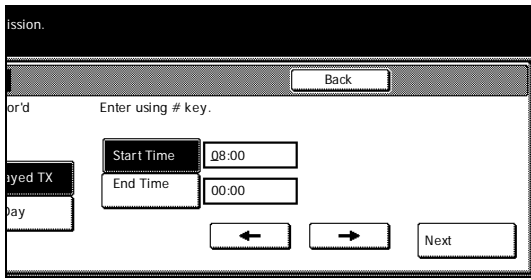 ission.
Back
or'd Enter using # key.
Start Time 08:00
ayed TX
End Time 00:00
Day
Next